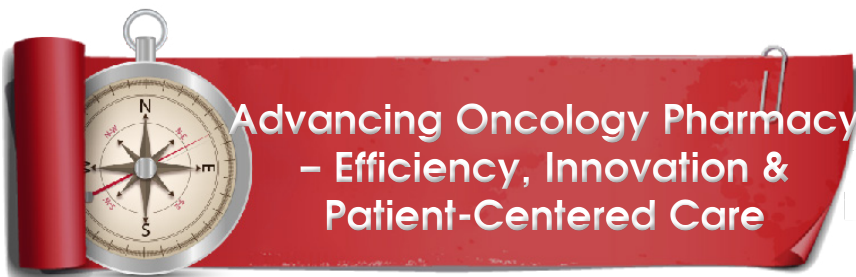 Advancing Oncology Pharmacy
– Efficiency, Innovation &
Patient-Centered Care
N
N-W
N-E
E
S-E
S